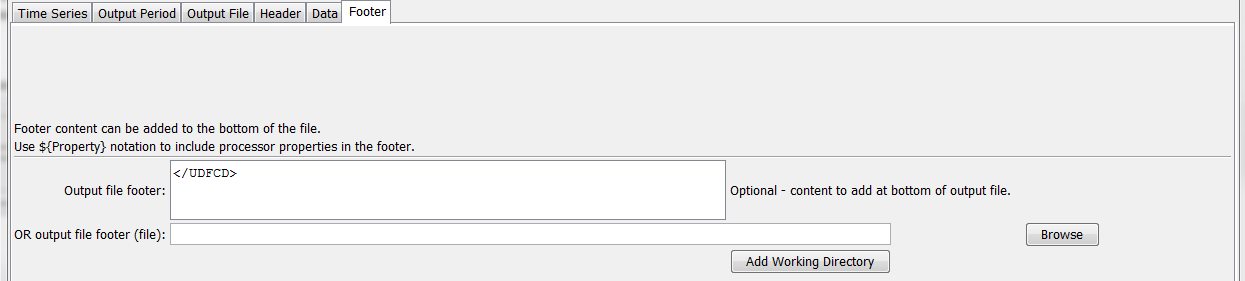 Time Series Output Period Output File Header Data Footer
Footer content can be added to the bottom of the file.
Use ${Property} notation to include processor properties in the footer.
Output file footer: </UDFCD> Optional - content to add at bottom of output file.
OR output file footer (file): Browse
Add Working Directory